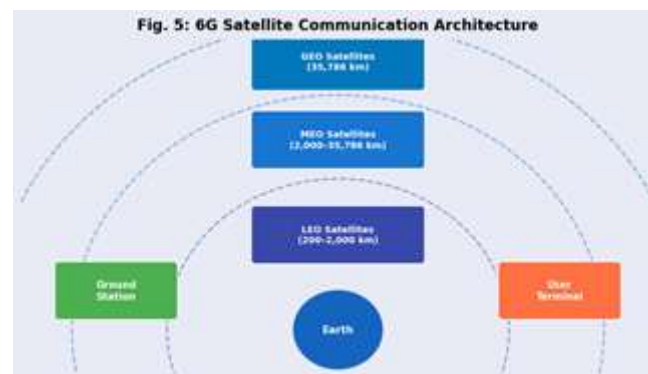 Fig. 5: 6G Satellite Communication Architecture
GEO Satellites
(35,786 km)
MEO Satellites
(2,000-35,786 km)
LEO Satellites
(200-2,000 km)
Ground
Station
User
Terminal
Earth